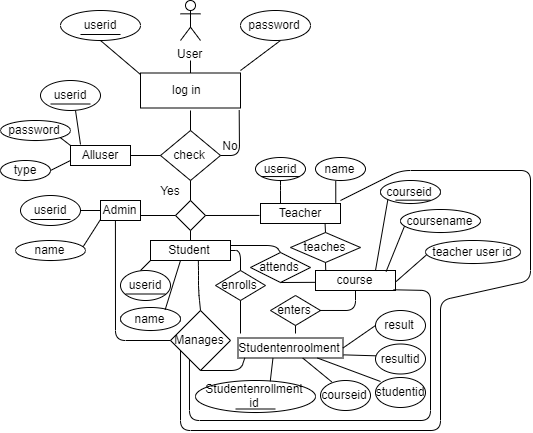 userid
password
User
log in
userid
password
type
Alluser
check
No
Yes
userid
name
userid
Admin
name
Teacher
courseid
coursename
teacher user id
Student
teaches
attends
course
userid
enrolls
name
enters
Manages
Studentenroolment
result
resultid
Studentenrollment
id
courseid
studentid